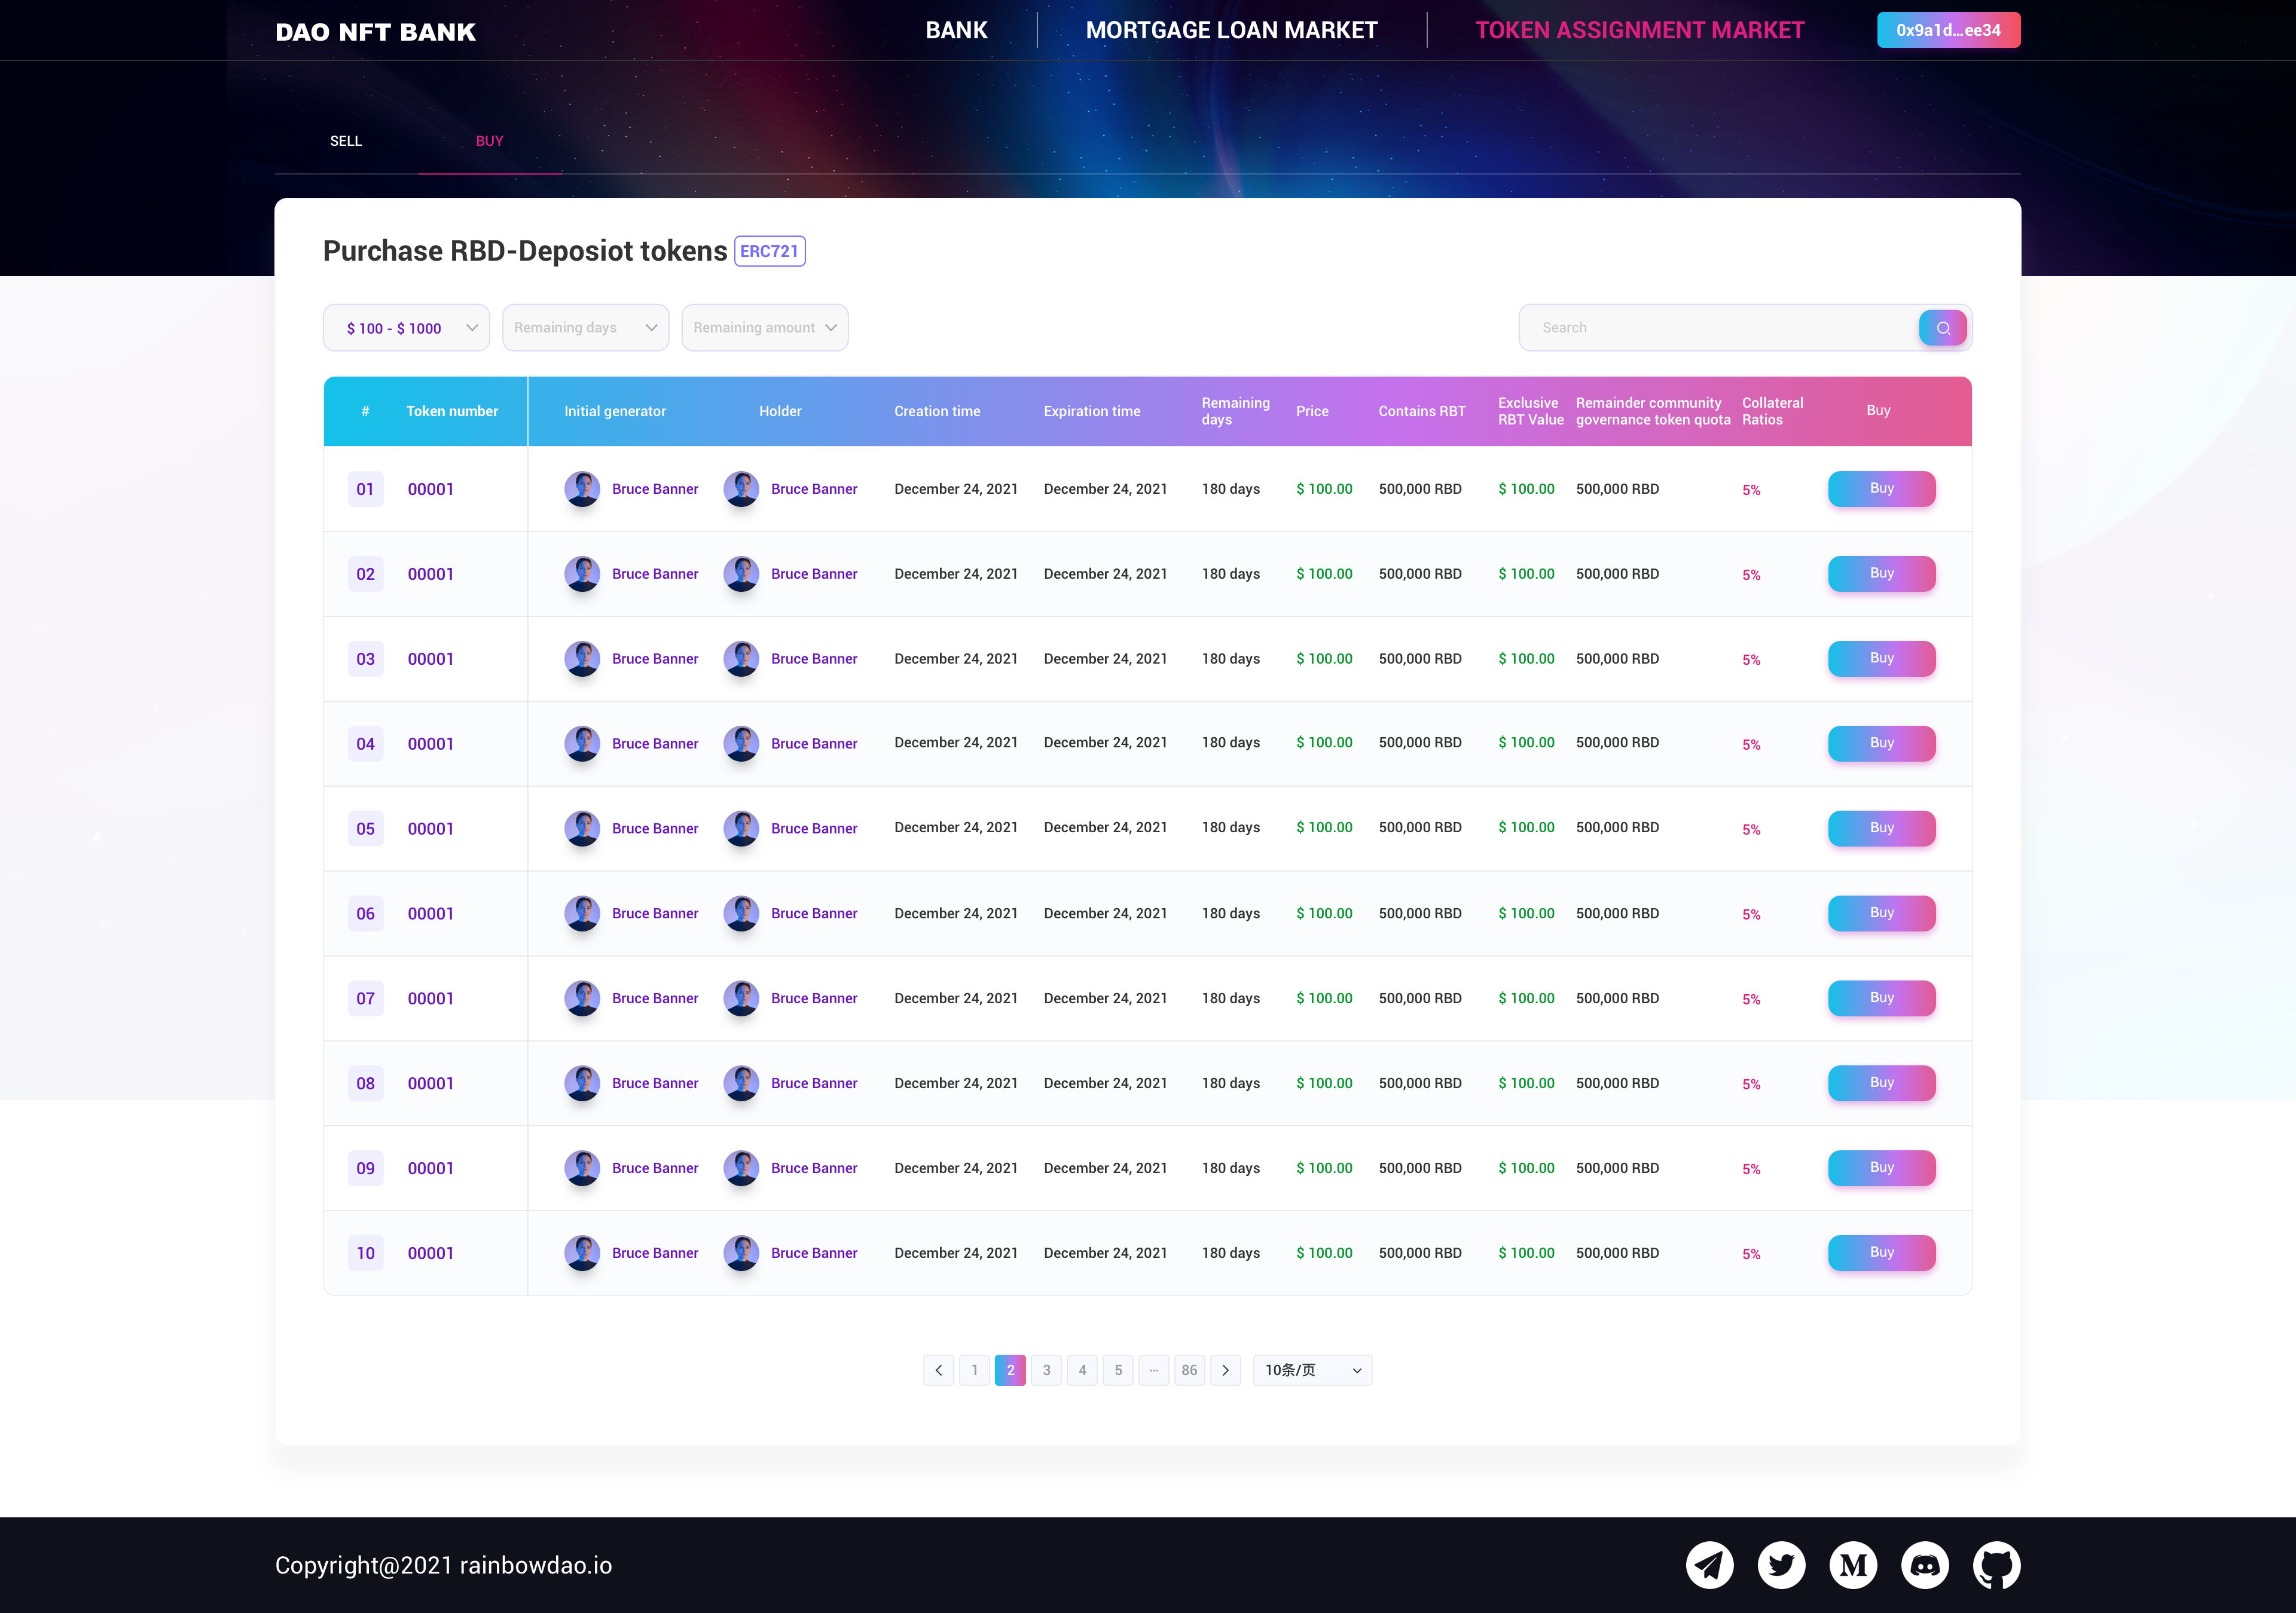 DAO NFT BANK
BANK
MORTGAGE LOAN MARKET
TOKEN ASSIGNMENT MARKET
0x9a1d...ee34
SELL
BUY
Purchase RBD-Deposiot tokens ERC721
$ 100 - $ 1000
Remaining days
Remaining amount
Search
# Token number Initial generator Holder Creation time Expiration time Remaining days Price Contains RBT Exclusive RBT Value Remainder community governance token quota Collateral Ratios Buy
01 00001 Bruce Banner Bruce Banner December 24, 2021 December 24, 2021 180 days $ 100.00 500,000 RBD $ 100.00 500,000 RBD 5% Buy
02 00001 Bruce Banner Bruce Banner December 24, 2021 December 24, 2021 180 days $ 100.00 500,000 RBD $ 100.00 500,000 RBD 5% Buy
03 00001 Bruce Banner Bruce Banner December 24, 2021 December 24, 2021 180 days $ 100.00 500,000 RBD $ 100.00 500,000 RBD 5% Buy
04 00001 Bruce Banner Bruce Banner December 24, 2021 December 24, 2021 180 days $ 100.00 500,000 RBD $ 100.00 500,000 RBD 5% Buy
05 00001 Bruce Banner Bruce Banner December 24, 2021 December 24, 2021 180 days $ 100.00 500,000 RBD $ 100.00 500,000 RBD 5% Buy
06 00001 Bruce Banner Bruce Banner December 24, 2021 December 24, 2021 180 days $ 100.00 500,000 RBD $ 100.00 500,000 RBD 5% Buy
07 00001 Bruce Banner Bruce Banner December 24, 2021 December 24, 2021 180 days $ 100.00 500,000 RBD $ 100.00 500,000 RBD 5% Buy
08 00001 Bruce Banner Bruce Banner December 24, 2021 December 24, 2021 180 days $ 100.00 500,000 RBD $ 100.00 500,000 RBD 5% Buy
09 00001 Bruce Banner Bruce Banner December 24, 2021 December 24, 2021 180 days $ 100.00 500,000 RBD $ 100.00 500,000 RBD 5% Buy
10 00001 Bruce Banner Bruce Banner December 24, 2021 December 24, 2021 180 days $ 100.00 500,000 RBD $ 100.00 500,000 RBD 5% Buy
1 2 3 4 5 ... 86 10条/页
Copyright@2021 rainbowdao.io